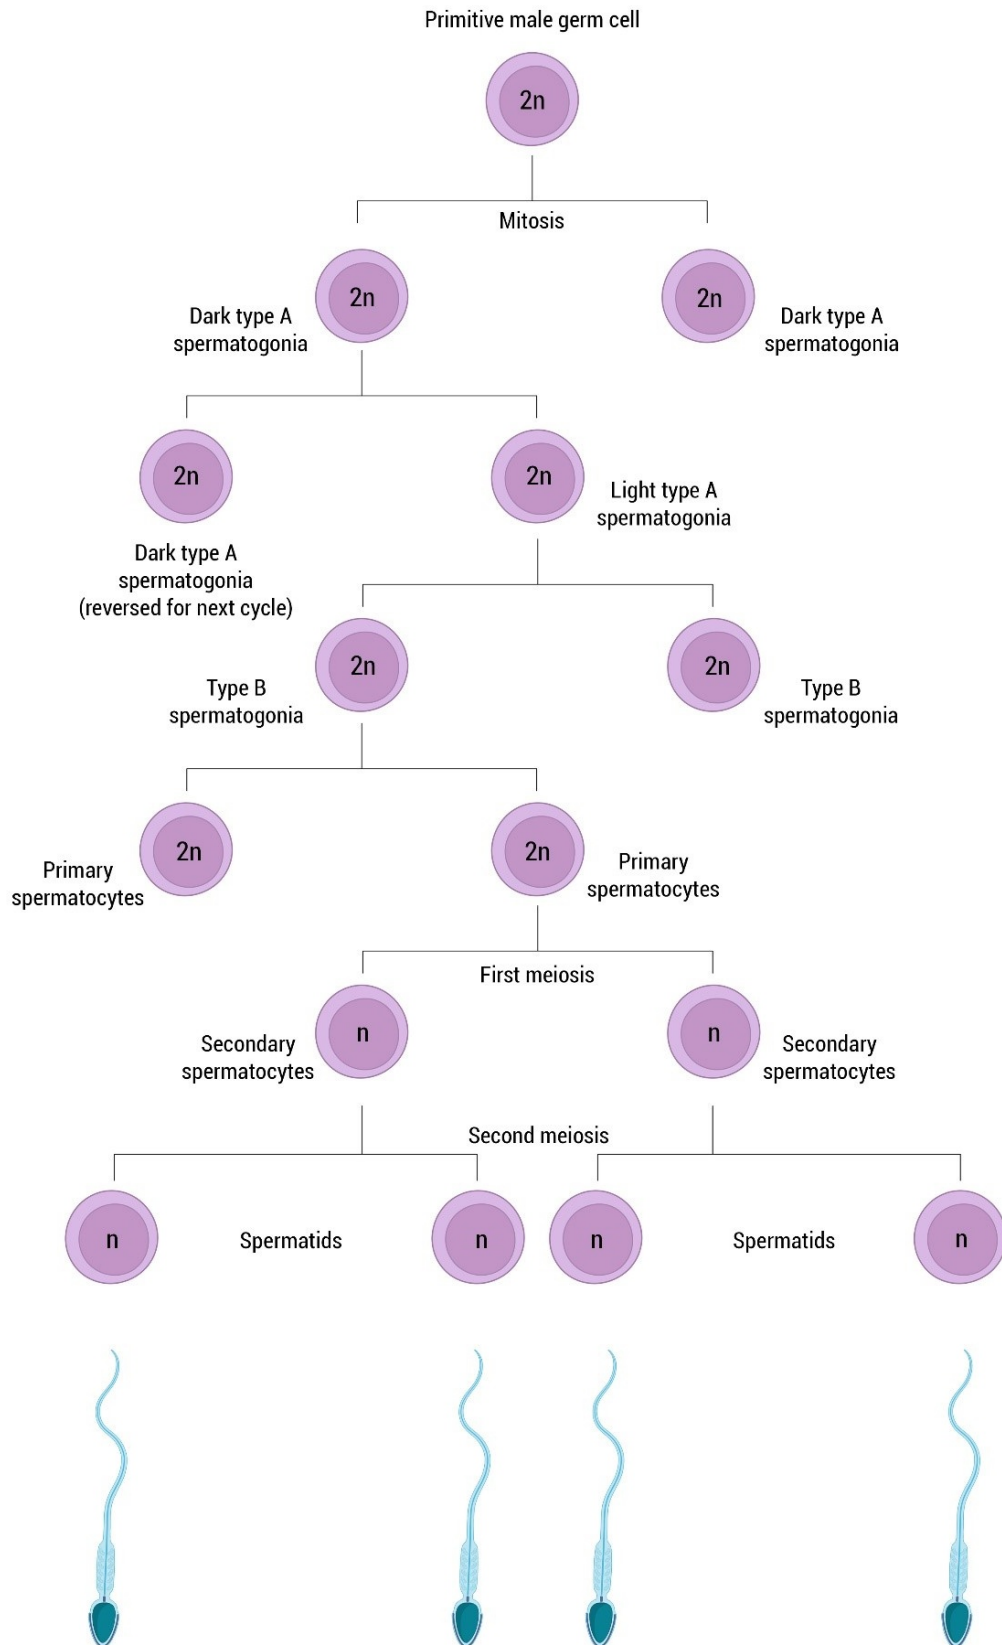 Primitive male germ cell
2n
Mitosis
2n
2n
Dark type A
spermatogonia
Dark type A
spermatogonia
2n
2n
Light type A
spermatogonia
Dark type A
spermatogonia
(reversed for next cycle)
2n
2n
Type B
spermatogonia
Type B
spermatogonia
2n
2n
Primary
spermatocytes
Primary
spermatocytes
First meiosis
n
n
Secondary
spermatocytes
Secondary
spermatocytes
Second meiosis
n
Spermatids
n
n
Spermatids
n